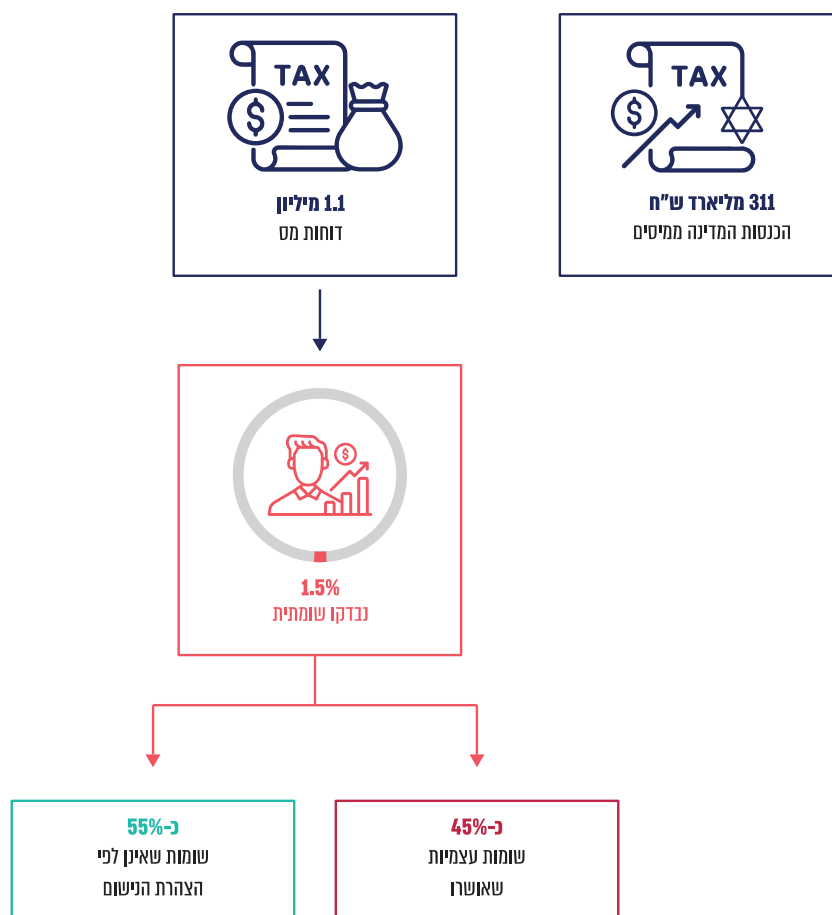 TAX
$
311 מליארד ש"ח
הכנסות המדינה ממיסים
TAX
$
1.1 מיליון
דוחות מס
$
1.5%
נבדקו שומתית
כ-45%
שומות עצמיות
שאושרו
כ-55%
שומות שאינן לפי
הצהרת הנישום